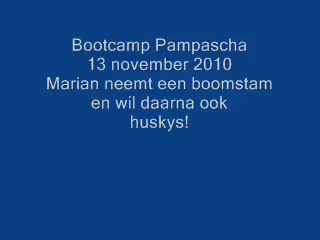 Bootcamp Pampascha
13 november 2010
Marian neemt een boomstam
en wil daarna ook
huskys!